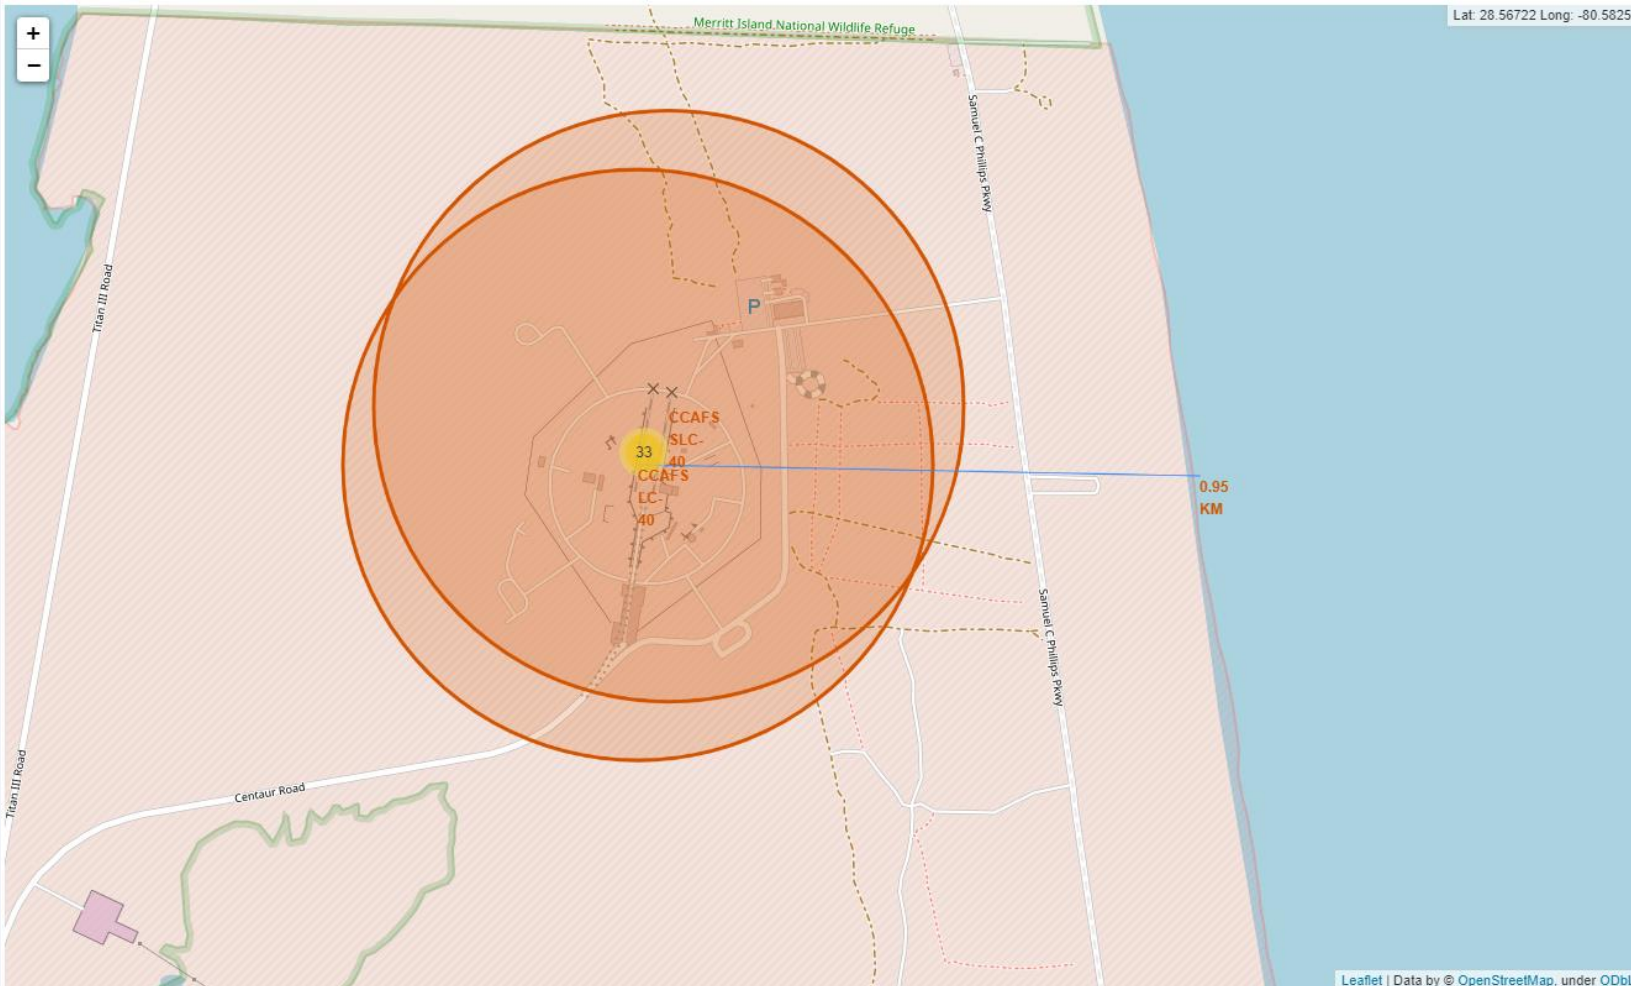 +
−
Lat: 28.56722 Long: -80.5825
Merritt Island National Wildlife Refuge
Samuel C Phillips Pkwy
Titan III Road
P
CCAFS
SLC-
40
33
CCAFS
LC-
40
0.95
KM
Samuel C Phillips Pkwy
Titan III Road
Centaur Road
Leaflet | Data by © OpenStreetMap, under ODbL